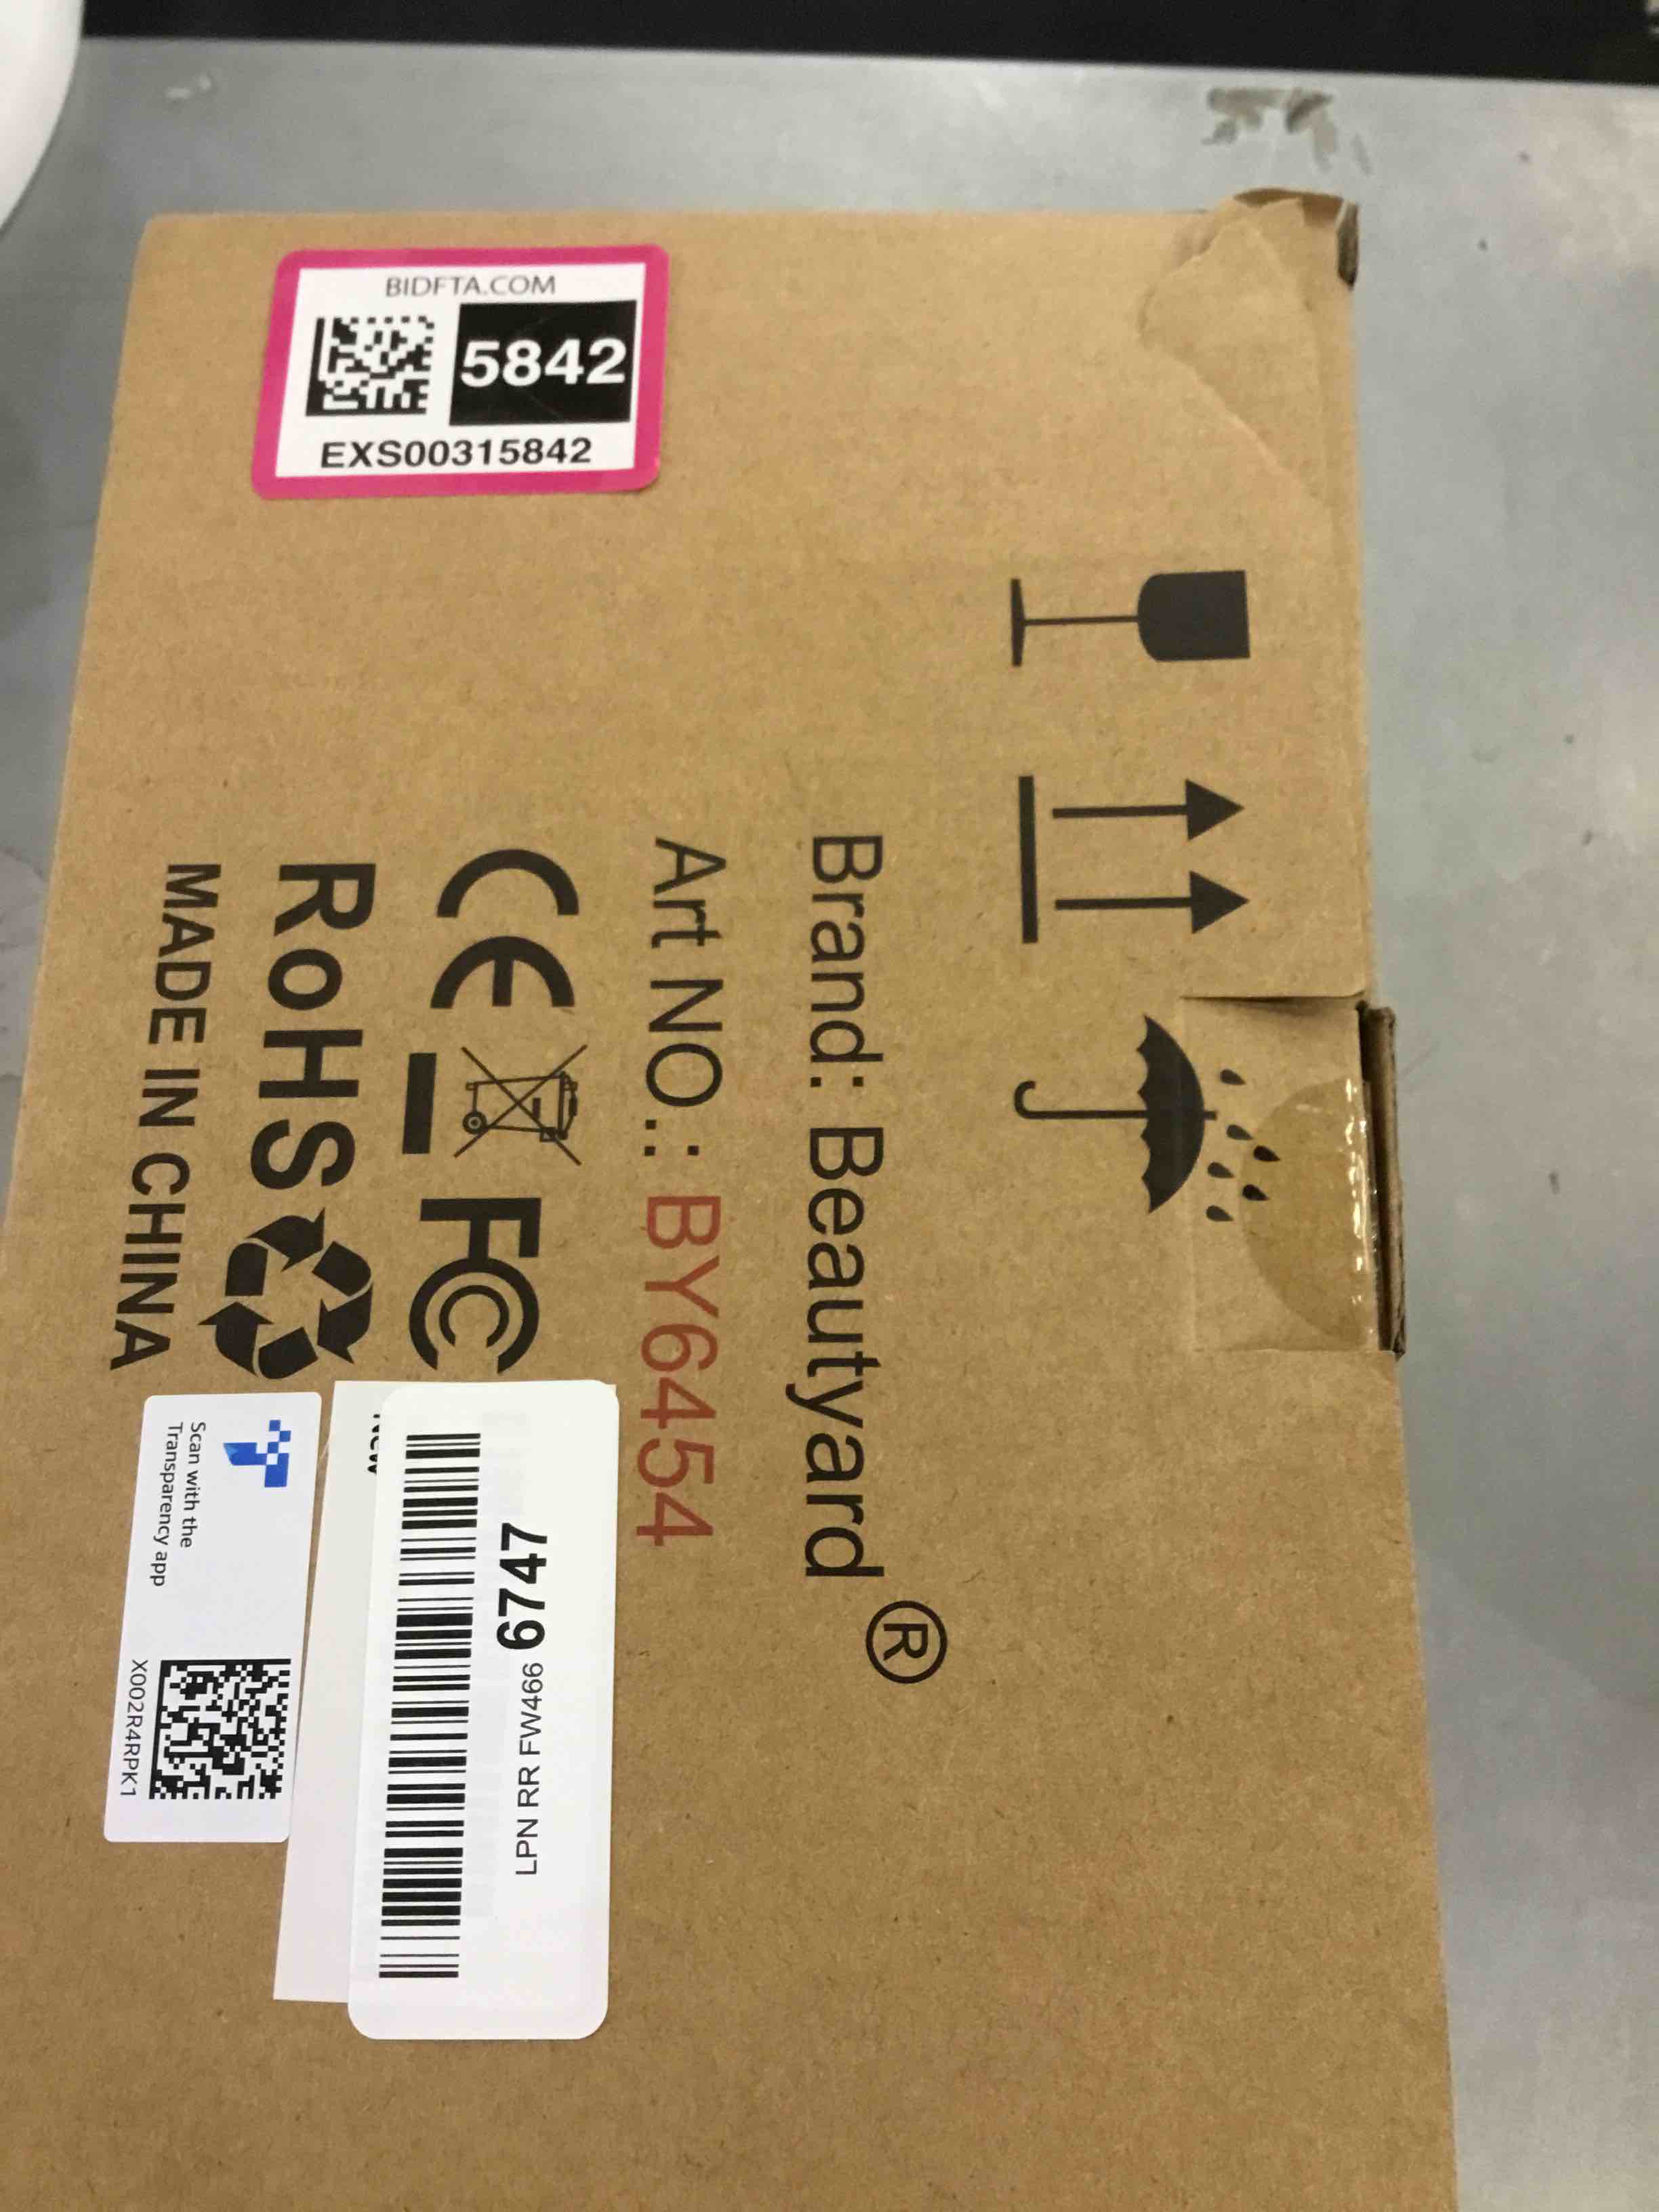 BIDFTA.COM
5842
EXS00315842
Brand: Beautyard®
Art NO.: BY6454
CE FC
RoHS
MADE IN CHINA
New
6747
LPN RR FW466
Scan with the
Transparency app
X002R4RPK1